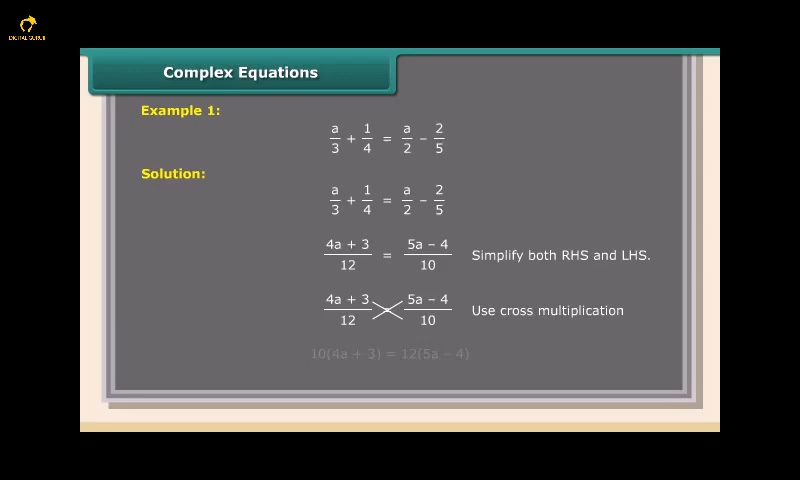 DIGITAL GURUJI
Complex Equations
Example 1:
a/3 + 1/4 = a/2 – 2/5
Solution:
a/3 + 1/4 = a/2 – 2/5
(4a + 3)/12 = (5a – 4)/10 Simplify both RHS and LHS.
(4a + 3)/12 = (5a – 4)/10 Use cross multiplication
10(4a + 3) = 12(5a – 4)